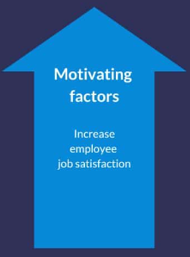 Motivating
factors
Increase
employee
job satisfaction